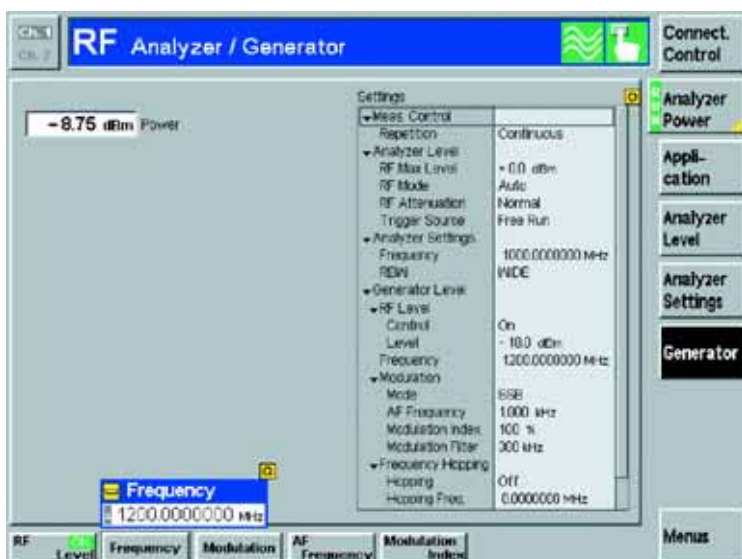 RF Analyzer / Generator
Connect. Control
-8.75 dBm Power
Settings
Meas. Control
Repetition Continuous
Analyzer Level
RF Max Level + 0.0 dBm
RF Mode Auto
RF Attenuation Normal
Trigger Source Free Run
Analyzer Settings
Frequency 1000.0000000 MHz
RBW WIDE
Generator Level
RF Level
Control On
Level - 18.0 dBm
Frequency 1200.0000000 MHz
Modulation
Mode SSB
AF Frequency 1.000 kHz
Modulation Index 100 %
Modulation Filter 300 kHz
Frequency Hopping
Hopping Off
Hopping Freq. 0.0000000 MHz
Analyzer Power
Appli-
cation
Analyzer Level
Analyzer Settings
Generator
Menus
Frequency
1200.0000000 MHz
RF Level
Frequency
Modulation
AF Frequency
Modulation Index